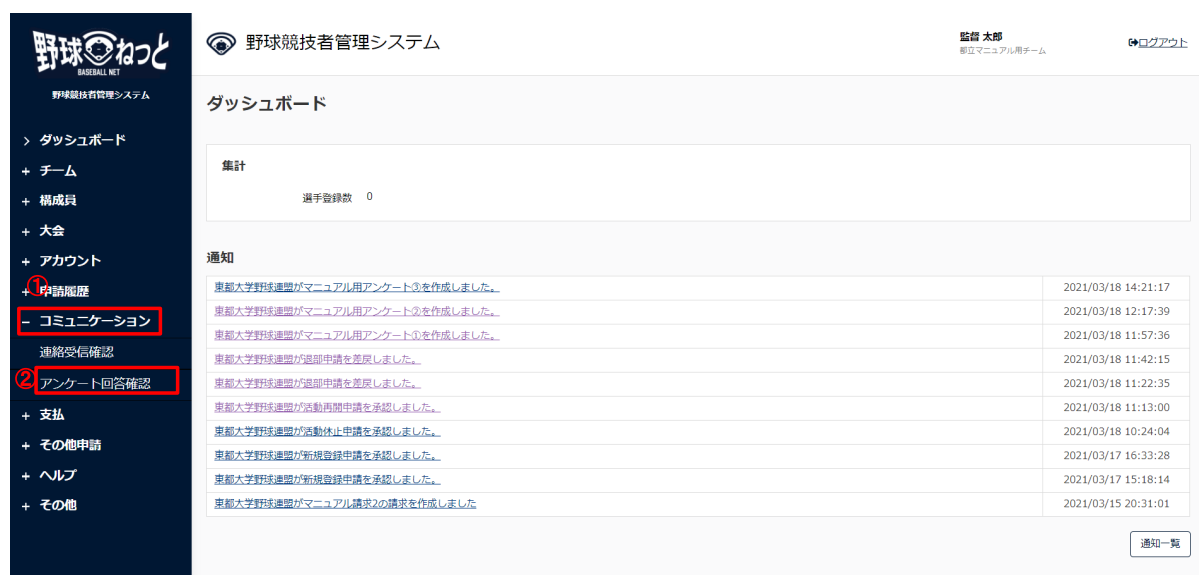 野球ねっと
BASEBALL NET
野球競技者管理システム
> ダッシュボード
+ チーム
+ 構成員
+ 大会
+ アカウント
①
+ 申請履歴
− コミュニケーション
連絡受信確認
② アンケート回答確認
+ 支払
+ その他申請
+ ヘルプ
+ その他
野球競技者管理システム
監督 太郎
都立マニュアル用チーム
ログアウト
ダッシュボード
集計
選手登録数 0
通知
東都大学野球連盟がマニュアル用アンケート③を作成しました。 2021/03/18 14:21:17
東都大学野球連盟がマニュアル用アンケート②を作成しました。 2021/03/18 12:17:39
東都大学野球連盟がマニュアル用アンケート①を作成しました。 2021/03/18 11:57:36
東都大学野球連盟が退部申請を差戻しました。 2021/03/18 11:42:15
東都大学野球連盟が退部申請を差戻しました。 2021/03/18 11:22:35
東都大学野球連盟が活動再開申請を承認しました。 2021/03/18 11:13:00
東都大学野球連盟が活動休止申請を承認しました。 2021/03/18 10:24:04
東都大学野球連盟が新規登録申請を承認しました。 2021/03/17 16:33:28
東都大学野球連盟が新規登録申請を承認しました。 2021/03/17 15:18:14
東都大学野球連盟がマニュアル請求2の請求を作成しました 2021/03/15 20:31:01
通知一覧